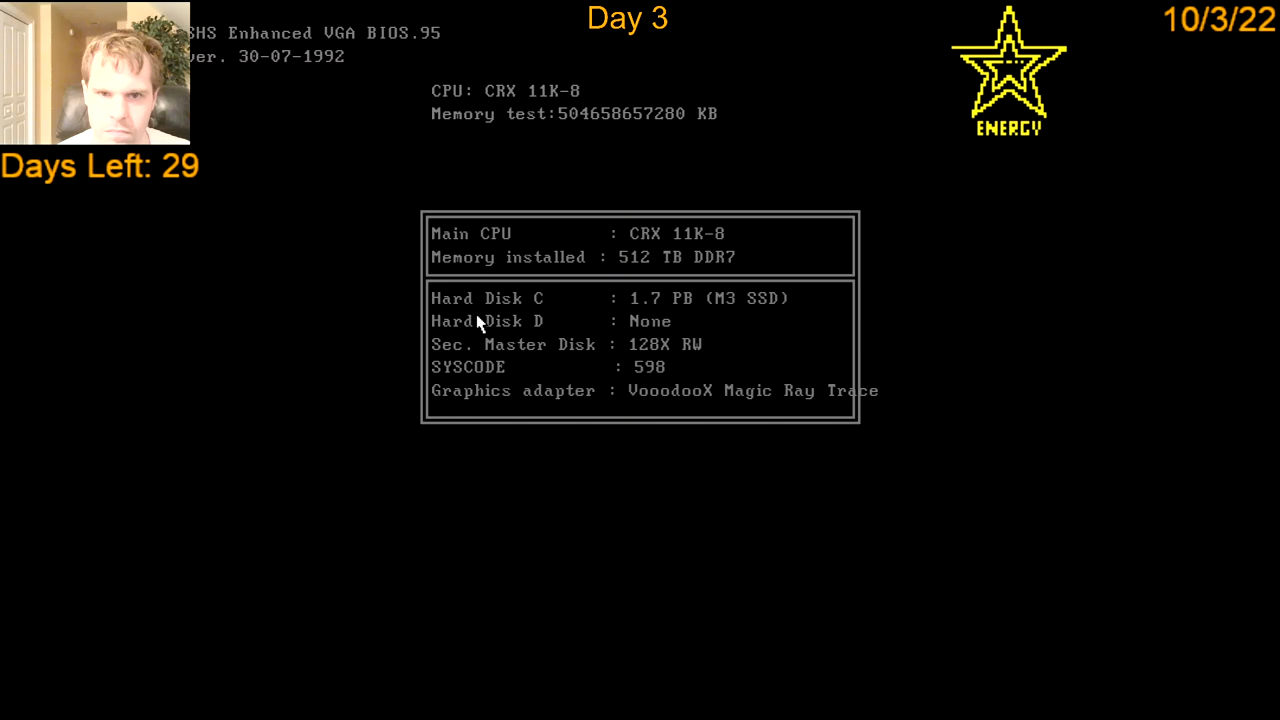 Day 3
10/3/22
SHS Enhanced VGA BIOS.95
ver. 30-07-1992
CPU: CRX 11K-8
Memory test:504658657280 KB
ENERGY
Days Left: 29
Main CPU : CRX 11K-8
Memory installed : 512 TB DDR7
Hard Disk C : 1.7 PB (M3 SSD)
Hard Disk D : None
Sec. Master Disk : 128X RW
SYSCODE : 598
Graphics adapter : VooodooX Magic Ray Trace